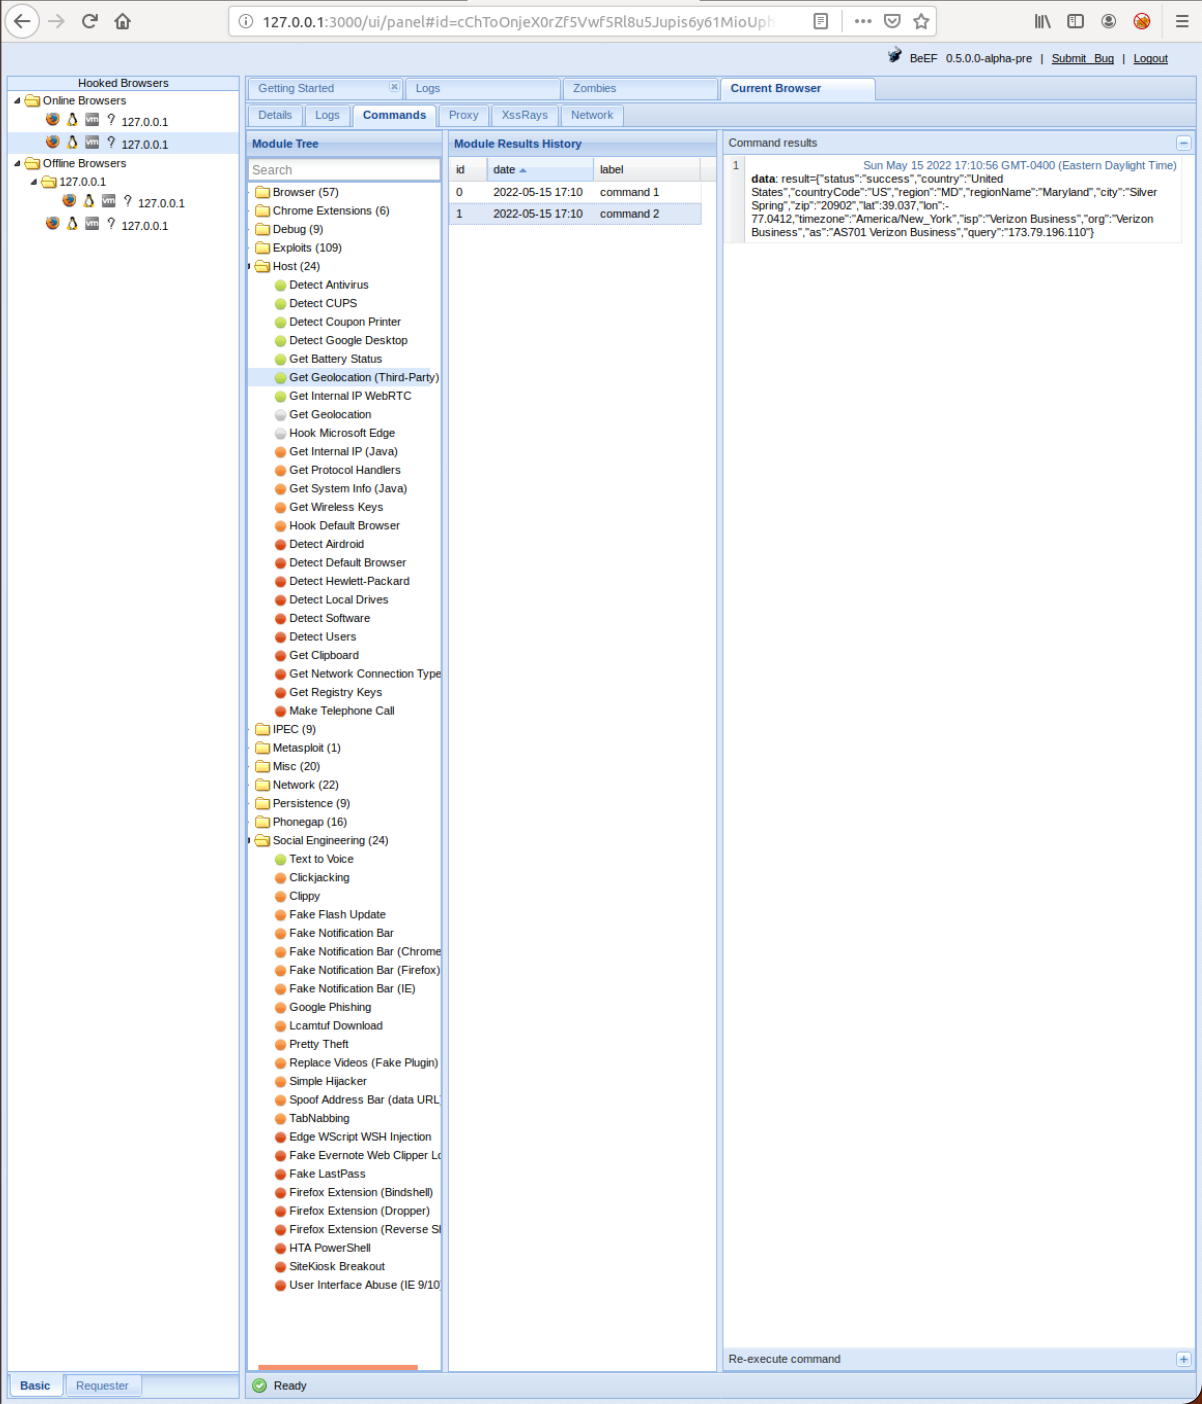 127.0.0.1:3000/ui/panel#id=cChToOnjeX0rZf5Vwf5Rl8u5Jupis6y61MioUph
BeEF 0.5.0.0-alpha-pre | Submit Bug | Logout
Hooked Browsers
Online Browsers
? 127.0.0.1
? 127.0.0.1
Offline Browsers
127.0.0.1
? 127.0.0.1
? 127.0.0.1
Basic
Requester
Getting Started
Logs
Zombies
Current Browser
Details
Logs
Commands
Proxy
XssRays
Network
Module Tree
Search
Browser (57)
Chrome Extensions (6)
Debug (9)
Exploits (109)
Host (24)
Detect Antivirus
Detect CUPS
Detect Coupon Printer
Detect Google Desktop
Get Battery Status
Get Geolocation (Third-Party)
Get Internal IP WebRTC
Get Geolocation
Hook Microsoft Edge
Get Internal IP (Java)
Get Protocol Handlers
Get System Info (Java)
Get Wireless Keys
Hook Default Browser
Detect Airdroid
Detect Default Browser
Detect Hewlett-Packard
Detect Local Drives
Detect Software
Detect Users
Get Clipboard
Get Network Connection Type
Get Registry Keys
Make Telephone Call
IPEC (9)
Metasploit (1)
Misc (20)
Network (22)
Persistence (9)
Phonegap (16)
Social Engineering (24)
Text to Voice
Clickjacking
Clippy
Fake Flash Update
Fake Notification Bar
Fake Notification Bar (Chrome
Fake Notification Bar (Firefox)
Fake Notification Bar (IE)
Google Phishing
Lcamtuf Download
Pretty Theft
Replace Videos (Fake Plugin)
Simple Hijacker
Spoof Address Bar (data URL
TabNabbing
Edge WScript WSH Injection
Fake Evernote Web Clipper Lo
Fake LastPass
Firefox Extension (Bindshell)
Firefox Extension (Dropper)
Firefox Extension (Reverse Sh
HTA PowerShell
SiteKiosk Breakout
User Interface Abuse (IE 9/10)
Module Results History
id date label
0 2022-05-15 17:10 command 1
1 2022-05-15 17:10 command 2
Command results
1 Sun May 15 2022 17:10:56 GMT-0400 (Eastern Daylight Time)
data: result={"status":"success","country":"United
States","countryCode":"US","region":"MD","regionName":"Maryland","city":"Silver
Spring","zip":"20902","lat":39.037,"lon":-
77.0412,"timezone":"America/New_York","isp":"Verizon Business","org":"Verizon
Business","as":"AS701 Verizon Business","query":"173.79.196.110"}
Re-execute command
Ready